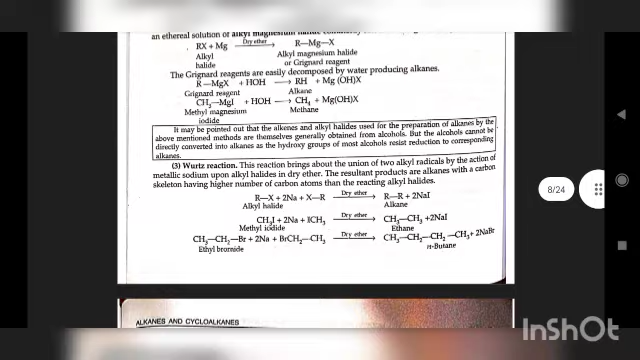 an ethereal solution of alkyl magnesium halide
RX + Mg —Dry ether→ R—Mg—X
Alkyl halide Alkyl magnesium halide or Grignard reagent
The Grignard reagents are easily decomposed by water producing alkanes.
R—MgX + HOH ⟶ RH + Mg (OH)X
Grignard reagent Alkane
CH₃—MgI + HOH ⟶ CH₄ + Mg(OH)X
Methyl magnesium iodide Methane
It may be pointed out that the alkenes and alkyl halides used for the preparation of alkanes by the
above mentioned methods are themselves generally obtained from alcohols. But the alcohols cannot be
directly converted into alkanes as the hydroxy groups of most alcohols resist reduction to corresponding
alkanes.
(3) Wurtz reaction. This reaction brings about the union of two alkyl radicals by the action of
metallic sodium upon alkyl halides in dry ether. The resultant products are alkanes with a carbon
skeleton having higher number of carbon atoms than the reacting alkyl halides.
R—X + 2Na + X—R —Dry ether→ R—R + 2NaI
Alkyl halide Alkane
CH₃I + 2Na + ICH₃ —Dry ether→ CH₃—CH₃ +2NaI
Methyl iodide Ethane
CH₃—CH₂—Br + 2Na + BrCH₂—CH₃ —Dry ether→ CH₃—CH₂—CH₂—CH₃+ 2NaBr
Ethyl bromide n-Butane
8/24
ALKANES AND CYCLOALKANES
InShOt